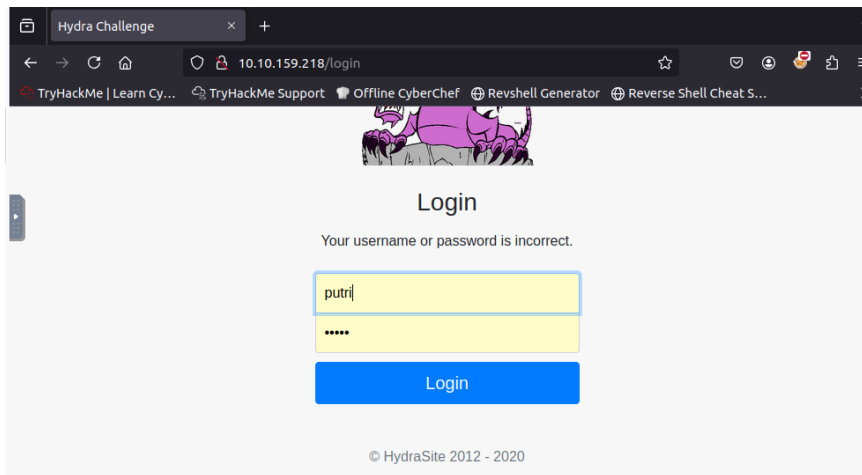 Hydra Challenge
10.10.159.218/login
TryHackMe | Learn Cy... TryHackMe Support Offline CyberChef Revshell Generator Reverse Shell Cheat S...
Login
Your username or password is incorrect.
putri
•••••
Login
© HydraSite 2012 - 2020